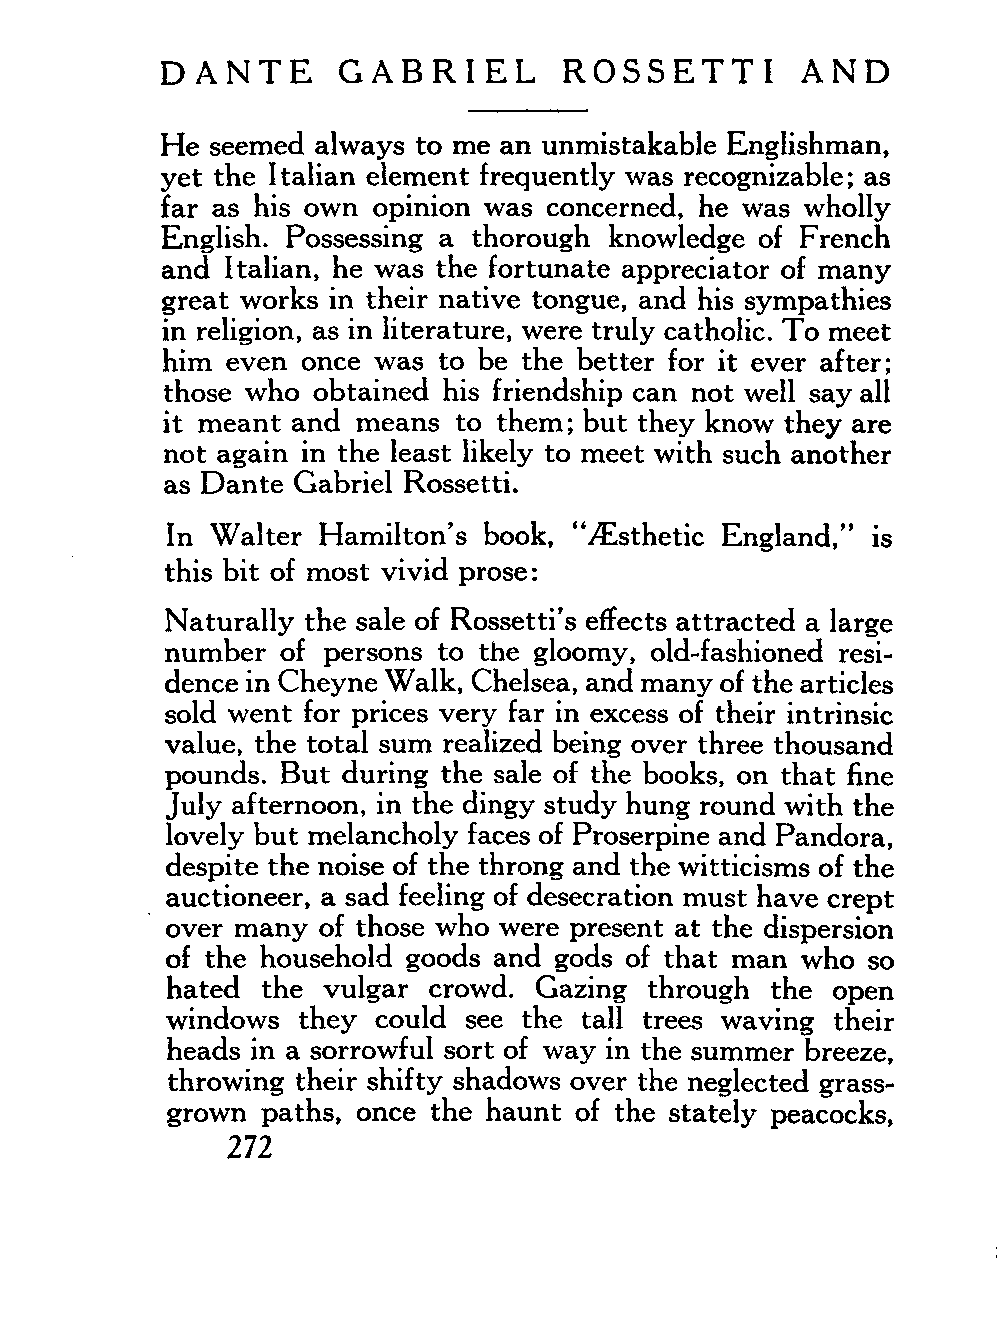 DANTE GABRIEL ROSSETTI AND
He seemed always to me an unmistakable Englishman,
yet the Italian element frequently was recognizable; as
far as his own opinion was concerned, he was wholly
English. Possessing a thorough knowledge of French
and Italian, he was the fortunate appreciator of many
great works in their native tongue, and his sympathies
in religion, as in literature, were truly catholic. To meet
him even once was to be the better for it ever after;
those who obtained his friendship can not well say all
it meant and means to them; but they know they are
not again in the least likely to meet with such another
as Dante Gabriel Rossetti.
In Walter Hamilton's book, "Æsthetic England," is
this bit of most vivid prose:
Naturally the sale of Rossetti's effects attracted a large
number of persons to the gloomy, old-fashioned resi-
dence in Cheyne Walk, Chelsea, and many of the articles
sold went for prices very far in excess of their intrinsic
value, the total sum realized being over three thousand
pounds. But during the sale of the books, on that fine
July afternoon, in the dingy study hung round with the
lovely but melancholy faces of Proserpine and Pandora,
despite the noise of the throng and the witticisms of the
auctioneer, a sad feeling of desecration must have crept
over many of those who were present at the dispersion
of the household goods and gods of that man who so
hated the vulgar crowd. Gazing through the open
windows they could see the tall trees waving their
heads in a sorrowful sort of way in the summer breeze,
throwing their shifty shadows over the neglected grass-
grown paths, once the haunt of the stately peacocks,
272